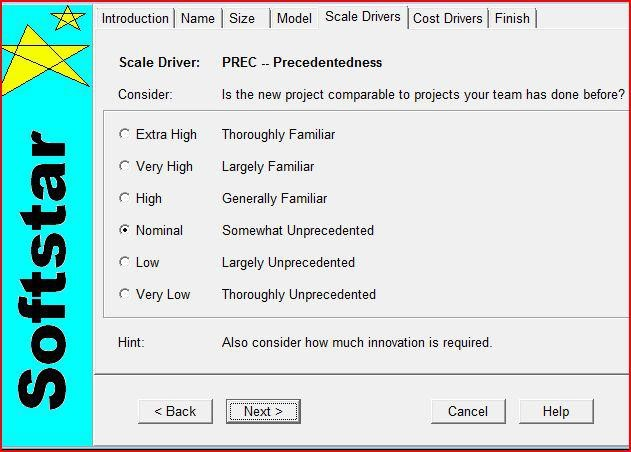 Introduction Name Size Model Scale Drivers Cost Drivers Finish
Softstar
Scale Driver: PREC -- Precedentedness
Consider: Is the new project comparable to projects your team has done before?
Extra High Thoroughly Familiar
Very High Largely Familiar
High Generally Familiar
Nominal Somewhat Unprecedented
Low Largely Unprecedented
Very Low Thoroughly Unprecedented
Hint: Also consider how much innovation is required.
< Back Next > Cancel Help